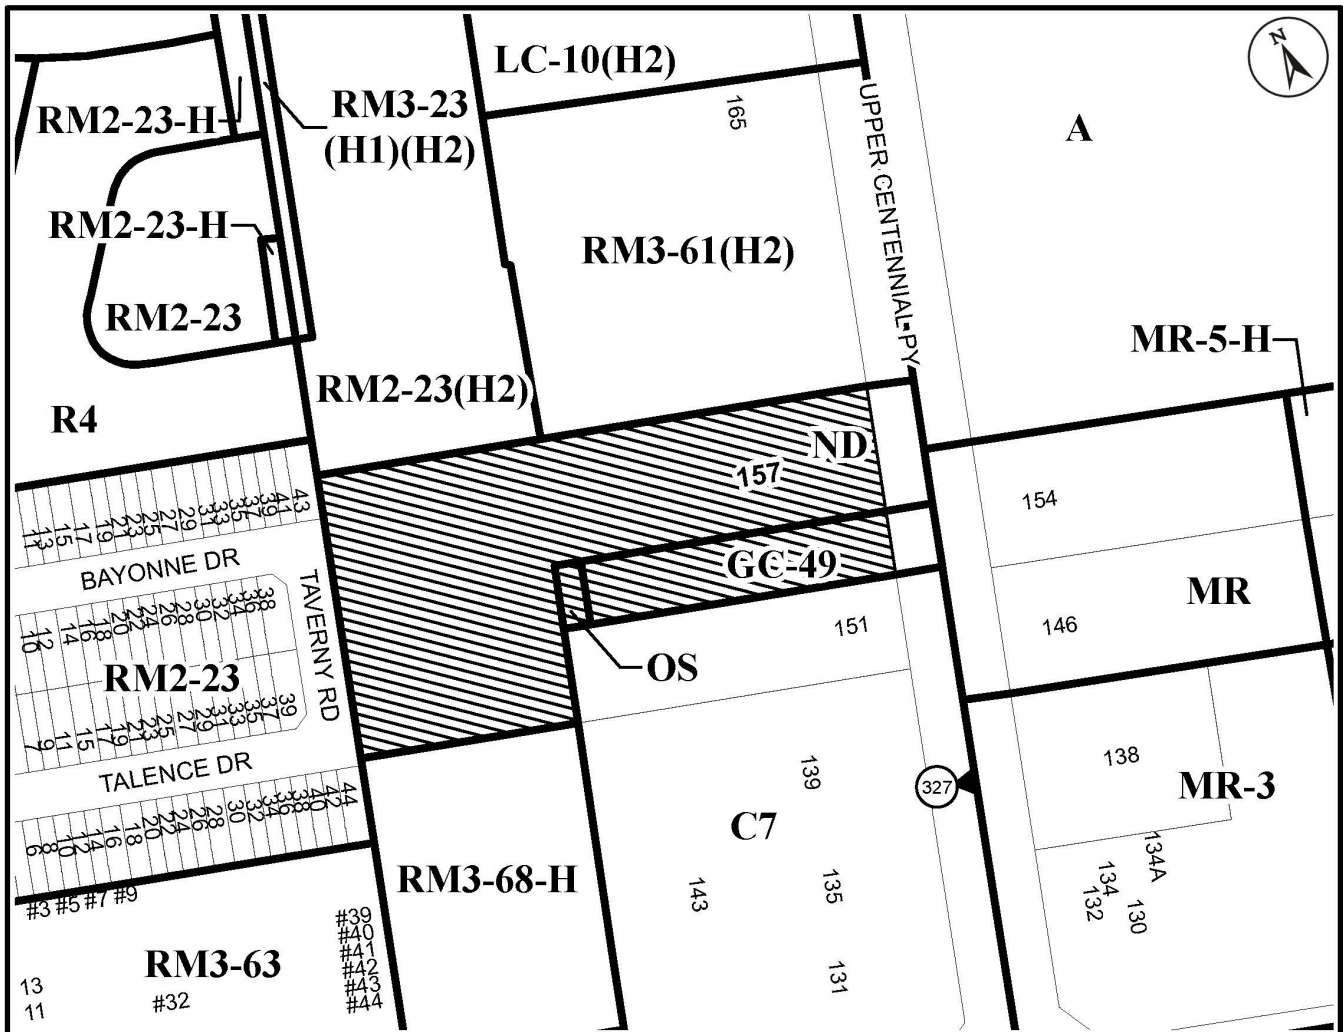 N
LC-10(H2)
RM2-23-H
RM3-23
(H1)(H2)
165
UPPER CENTENNIAL PY
A
RM2-23-H
RM3-61(H2)
RM2-23
MR-5-H
RM2-23(H2)
R4
ND
157
154
11 13 15 17 19 21 23 25 27 29 31 33 35 37 39 41 43
BAYONNE DR
GC-49
TAVERNY RD
MR
10 12 14 16 18 20 22 24 26 28 30 32 34 36 38
151
146
OS
RM2-23
7 9 11 15 17 19 21 23 25 27 29 31 33 35 37 39
TALENCE DR
139
138
327
MR-3
6 8 10 12 14 16 18 20 22 24 26 28 30 32 34 36 38 40 42 44
C7
134A
RM3-68-H
143
135
134
132
130
#3 #5 #7 #9
#39
#40
#41
#42
#43
#44
RM3-63
131
13
11
#32